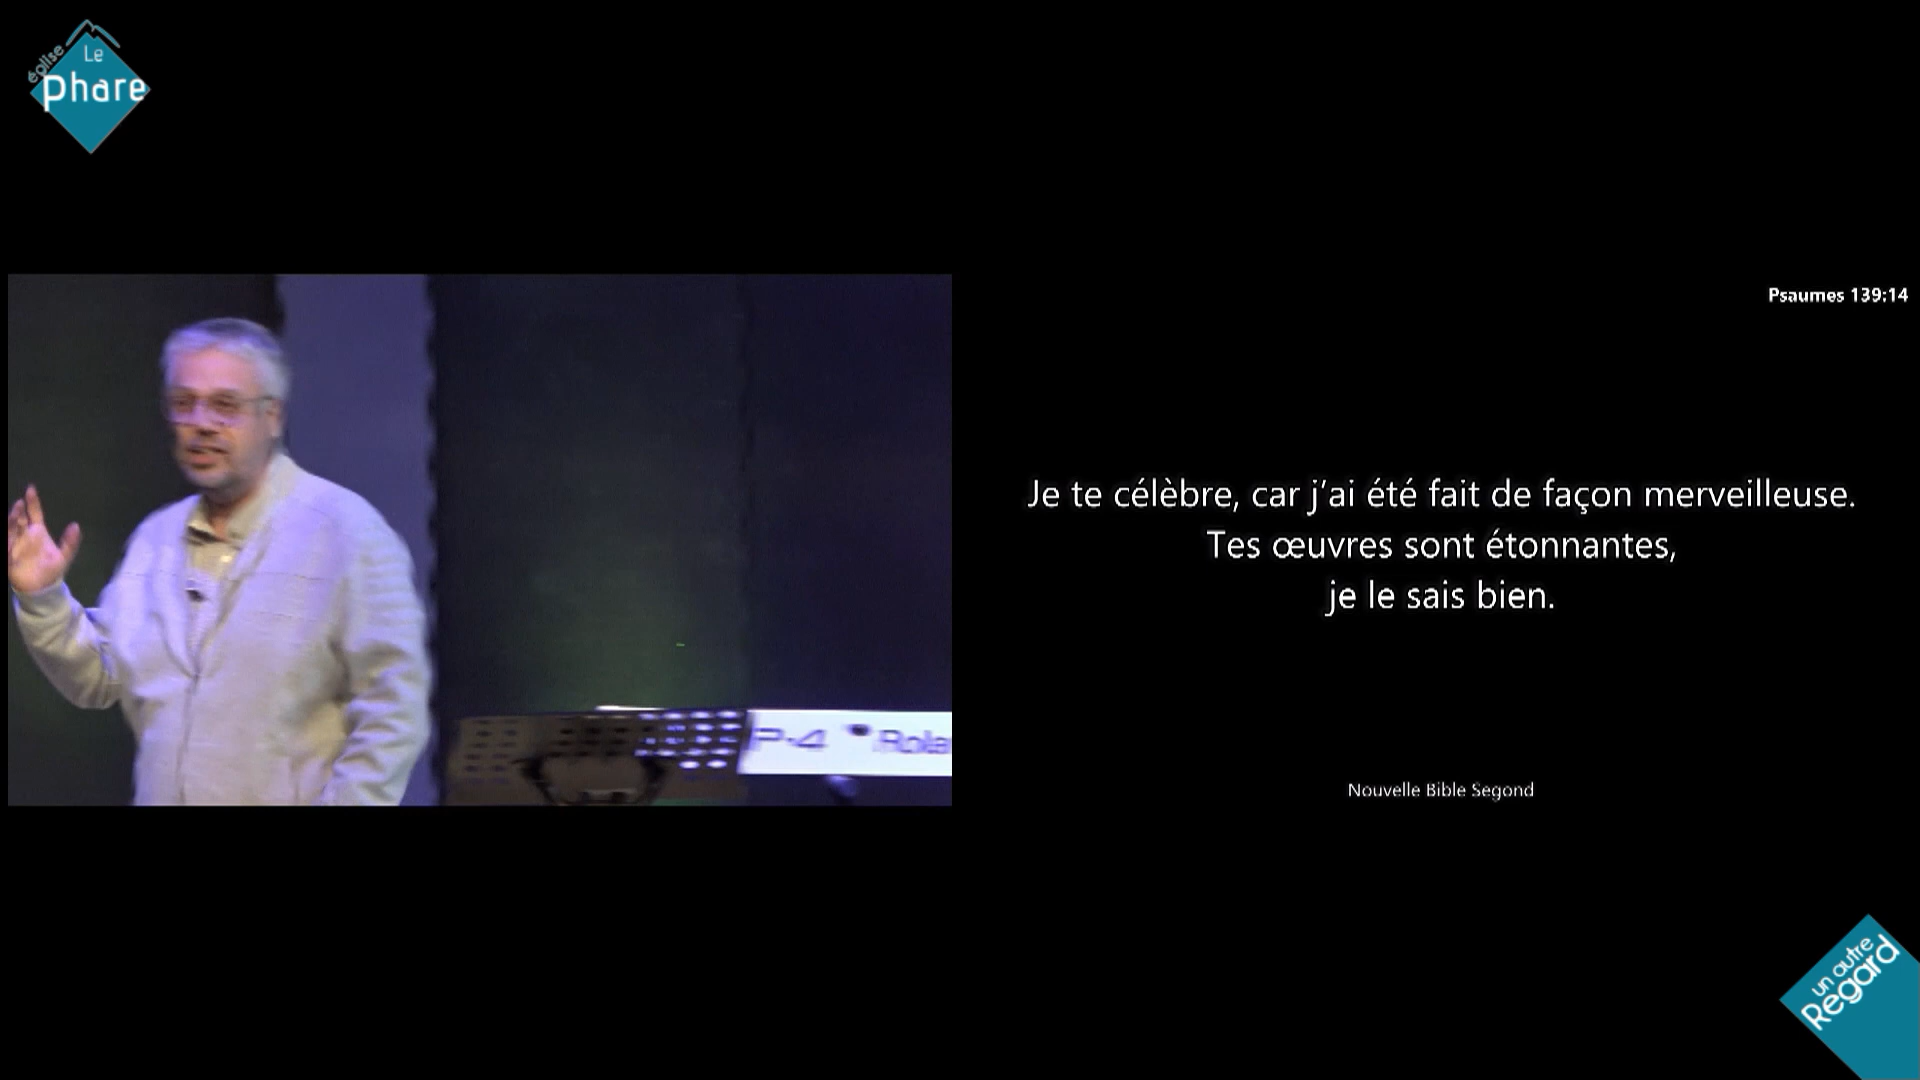 église
Le
phare
Psaumes 139:14
Je te célèbre, car j’ai été fait de façon merveilleuse.
Tes œuvres sont étonnantes,
je le sais bien.
P-4
Nouvelle Bible Segond
un autre
Regard